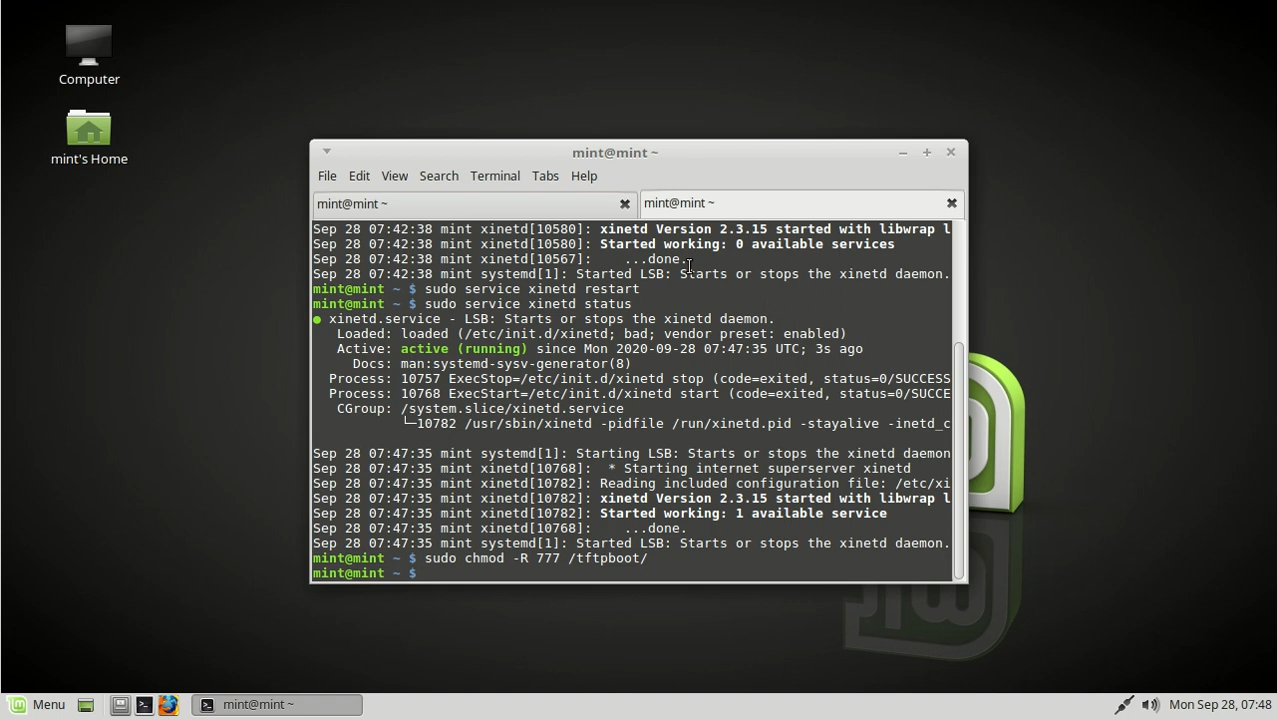 Computer
mint's Home
mint@mint ~
File Edit View Search Terminal Tabs Help
mint@mint ~ mint@mint ~
Sep 28 07:42:38 mint xinetd[10580]: xinetd Version 2.3.15 started with libwrap l
Sep 28 07:42:38 mint xinetd[10580]: Started working: 0 available services
Sep 28 07:42:38 mint xinetd[10567]:    ...done.
Sep 28 07:42:38 mint systemd[1]: Started LSB: Starts or stops the xinetd daemon.
mint@mint ~ $ sudo service xinetd restart
mint@mint ~ $ sudo service xinetd status
● xinetd.service - LSB: Starts or stops the xinetd daemon.
   Loaded: loaded (/etc/init.d/xinetd; bad; vendor preset: enabled)
   Active: active (running) since Mon 2020-09-28 07:47:35 UTC; 3s ago
     Docs: man:systemd-sysv-generator(8)
  Process: 10757 ExecStop=/etc/init.d/xinetd stop (code=exited, status=0/SUCCESS
  Process: 10768 ExecStart=/etc/init.d/xinetd start (code=exited, status=0/SUCCE
   CGroup: /system.slice/xinetd.service
           └─10782 /usr/sbin/xinetd -pidfile /run/xinetd.pid -stayalive -inetd_c
Sep 28 07:47:35 mint systemd[1]: Starting LSB: Starts or stops the xinetd daemon
Sep 28 07:47:35 mint xinetd[10768]:  * Starting internet superserver xinetd
Sep 28 07:47:35 mint xinetd[10782]: Reading included configuration file: /etc/xi
Sep 28 07:47:35 mint xinetd[10782]: xinetd Version 2.3.15 started with libwrap l
Sep 28 07:47:35 mint xinetd[10782]: Started working: 1 available service
Sep 28 07:47:35 mint xinetd[10768]:    ...done.
Sep 28 07:47:35 mint systemd[1]: Started LSB: Starts or stops the xinetd daemon.
mint@mint ~ $ sudo chmod -R 777 /tftpboot/
mint@mint ~ $
Menu mint@mint ~ Mon Sep 28, 07:48